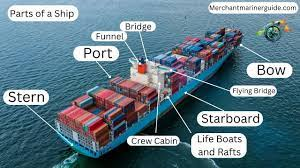 Parts of a Ship
Merchantmarinerguide.com
Bridge
Funnel
Port
Bow
Flying Bridge
Stern
Starboard
Crew Cabin
Life Boats
and Rafts